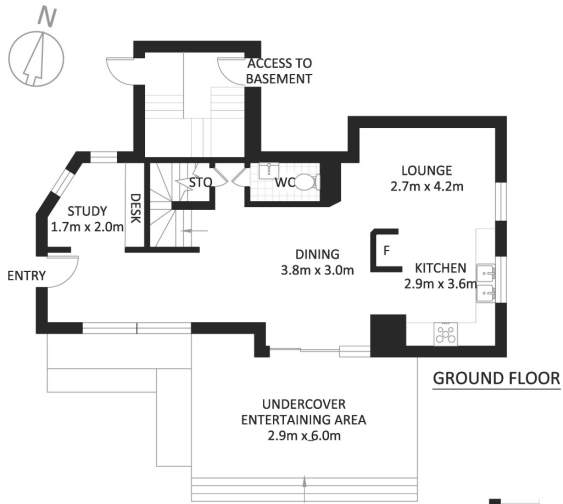 N
ACCESS TO
BASEMENT
STO
WC
LOUNGE
2.7m x 4.2m
STUDY
1.7m x 2.0m
DESK
DINING
3.8m x 3.0m
F
KITCHEN
2.9m x 3.6m
ENTRY
GROUND FLOOR
UNDERCOVER
ENTERTAINING AREA
2.9m x 6.0m